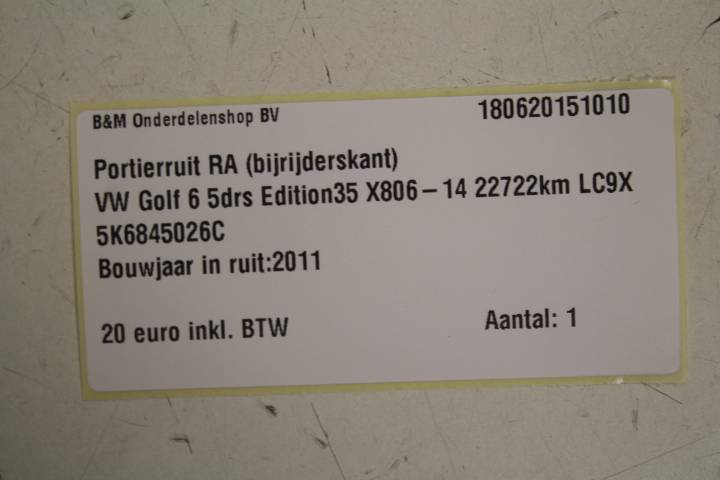 B&M Onderdelenshop BV 180620151010
Portierruit RA (bijrijderskant)
VW Golf 6 5drs Edition35 X806-14 22722km LC9X
5K6845026C
Bouwjaar in ruit:2011
20 euro inkl. BTW Aantal: 1